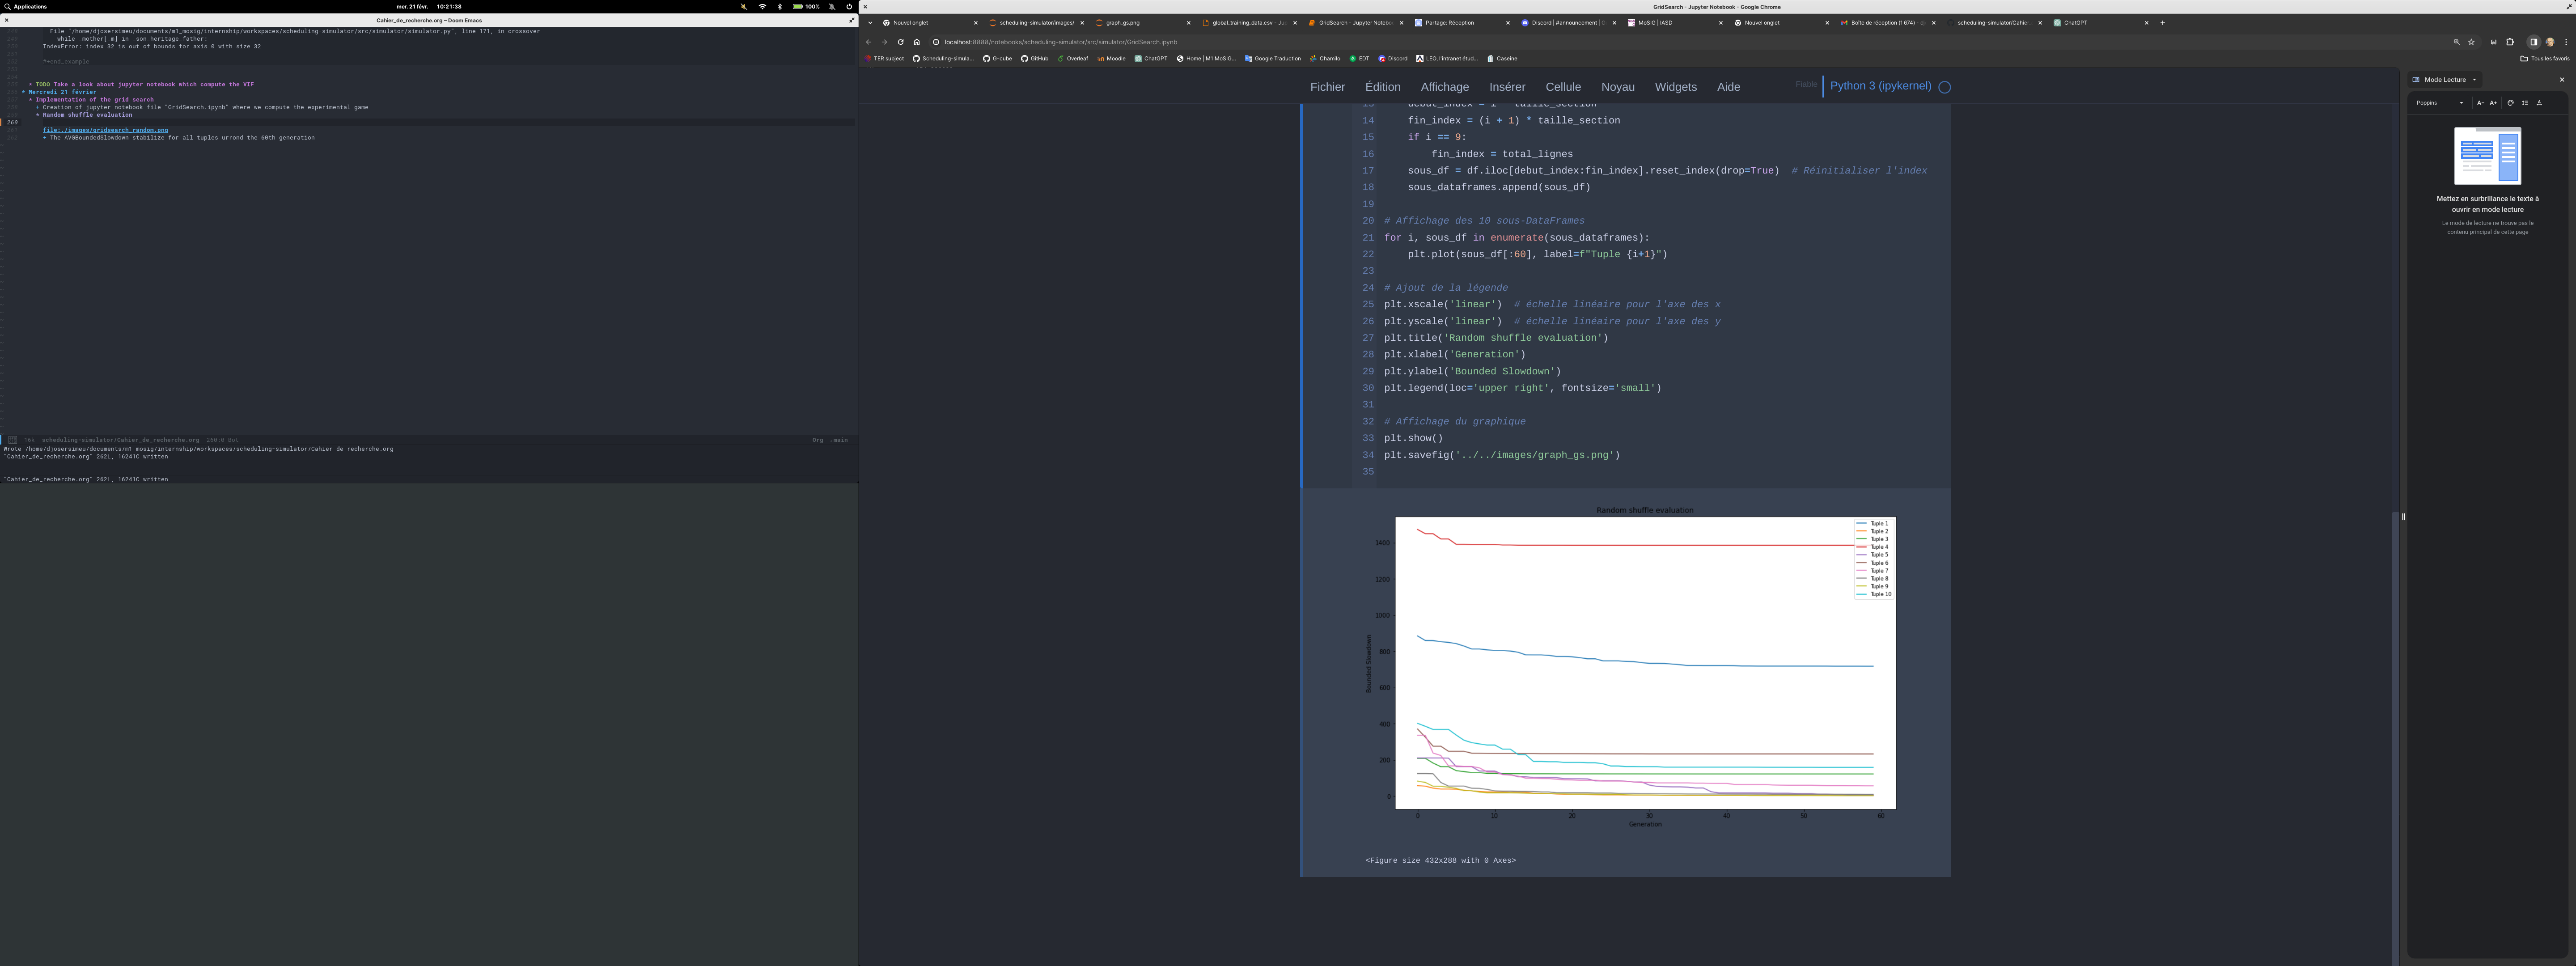 Applications
mer. 21 févr. 10:21:38
100%
Cahier_de_recherche.org – Doom Emacs
File "/home/djosersimeu/documents/m1_mosig/internship/workspaces/scheduling-simulator/src/simulator/simulator.py", line 171, in crossover
while _mother[_m] in _son_heritage_father:
IndexError: index 32 is out of bounds for axis 0 with size 32
#+end_example
TODO Take a look about jupyter notebook which compute the VIF
Mercredi 21 février
Implementation of the grid search
Creation of jupyter notebook file "GridSearch.ipynb" where we compute the experimental game
Random shuffle evaluation
260
file:./images/gridsearch_random.png
The AVGBoundedSlowdown stabilize for all tuples urrond the 60th generation
16k scheduling-simulator/Cahier_de_recherche.org 260:0 Bot
Org
Wrote /home/djosersimeu/documents/m1_mosig/internship/workspaces/scheduling-simulator/Cahier_de_recherche.org
"Cahier_de_recherche.org" 262L, 16241C written
"Cahier_de_recherche.org" 262L, 16241C written
GridSearch - Jupyter Notebook - Google Chrome
Nouvel onglet
scheduling-simulator/images/
graph_gs.png
global_training_data.csv - Ju
GridSearch - Jupyter Notebo
Partage: Réception
Discord | #announcement |
MoSIG | IASD
Nouvel onglet
Boîte de réception (1 674) -
scheduling-simulator/Cahier_
ChatGPT
localhost:8888/notebooks/scheduling-simulator/src/simulator/GridSearch.ipynb
TER subject
Scheduling-simula...
G-cube
GitHub
Overleaf
Moodle
ChatGPT
Home | M1 MoSIG...
Google Traduction
Chamilo
EDT
Discord
LEO, l'intranet étud...
Caseine
Tous les favoris
Fichier Édition Affichage Insérer Cellule Noyau Widgets Aide
Fiable
Python 3 (ipykernel)
13 debut_index = i * taille_section
14 fin_index = (i + 1) * taille_section
15 if i == 9:
16 fin_index = total_lignes
17 sous_df = df.iloc[debut_index:fin_index].reset_index(drop=True) # Réinitialiser l'index
18 sous_dataframes.append(sous_df)
19
20 # Affichage des 10 sous-DataFrames
21 for i, sous_df in enumerate(sous_dataframes):
22 plt.plot(sous_df[:60], label=f"Tuple {i+1}")
23
24 # Ajout de la légende
25 plt.xscale('linear') # échelle linéaire pour l'axe des x
26 plt.yscale('linear') # échelle linéaire pour l'axe des y
27 plt.title('Random shuffle evaluation')
28 plt.xlabel('Generation')
29 plt.ylabel('Bounded Slowdown')
30 plt.legend(loc='upper right', fontsize='small')
31
32 # Affichage du graphique
33 plt.show()
34 plt.savefig('../../images/graph_gs.png')
35
Random shuffle evaluation
Tuple 1
Tuple 2
Tuple 3
Tuple 4
Tuple 5
Tuple 6
Tuple 7
Tuple 8
Tuple 9
Tuple 10
1400
1200
1000
800
600
400
200
0
Bounded Slowdown
0 10 20 30 40 50 60
Generation
<Figure size 432x288 with 0 Axes>
Mode Lecture
Poppins
A-
A+
Mettez en surbrillance le texte à
ouvrir en mode lecture
Le mode de lecture ne trouve pas le
contenu principal de cette page